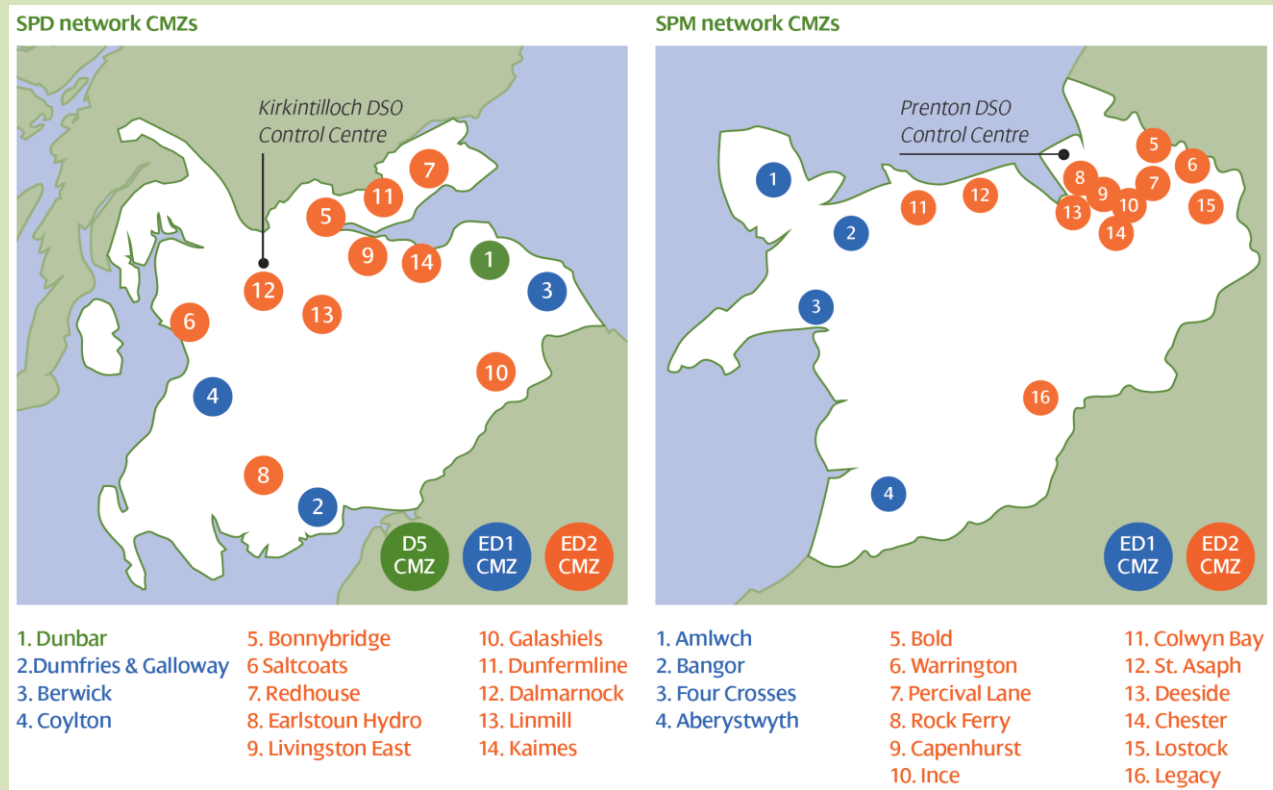 SPD network CMZs
Kirkintilloch DSO
Control Centre
7
11
5
9
14
1
3
12
13
6
10
4
8
2
D5
CMZ
ED1
CMZ
ED2
CMZ
1. Dunbar
2.Dumfries & Galloway
3. Berwick
4. Coylton
5. Bonnybridge
6 Saltcoats
7. Redhouse
8. Earlstoun Hydro
9. Livingston East
10. Galashiels
11. Dunfermline
12. Dalmarnock
13. Linmill
14. Kaimes
SPM network CMZs
Prenton DSO
Control Centre
5
6
1
8
7
9
12
11
10
15
13
2
14
3
16
4
ED1
CMZ
ED2
CMZ
1. Amlwch
2. Bangor
3. Four Crosses
4. Aberystwyth
5. Bold
6. Warrington
7. Percival Lane
8. Rock Ferry
9. Capenhurst
10. Ince
11. Colwyn Bay
12. St. Asaph
13. Deeside
14. Chester
15. Lostock
16. Legacy